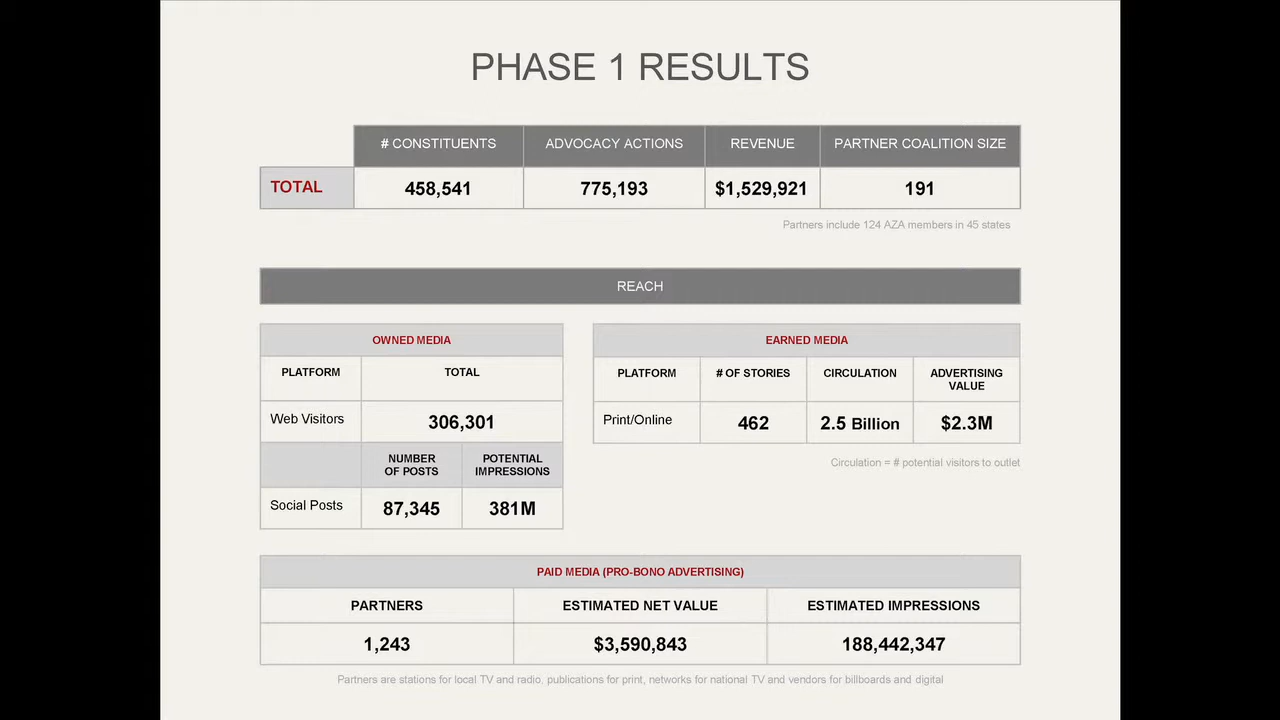 PHASE 1 RESULTS
# CONSTITUENTS ADVOCACY ACTIONS REVENUE PARTNER COALITION SIZE
TOTAL 458,541 775,193 $1,529,921 191
Partners include 124 AZA members in 45 states
REACH
OWNED MEDIA
PLATFORM TOTAL
Web Visitors 306,301
NUMBER OF POSTS POTENTIAL IMPRESSIONS
Social Posts 87,345 381M
EARNED MEDIA
PLATFORM # OF STORIES CIRCULATION ADVERTISING VALUE
Print/Online 462 2.5 Billion $2.3M
Circulation = # potential visitors to outlet
PAID MEDIA (PRO-BONO ADVERTISING)
PARTNERS ESTIMATED NET VALUE ESTIMATED IMPRESSIONS
1,243 $3,590,843 188,442,347
Partners are stations for local TV and radio, publications for print, networks for national TV and vendors for billboards and digital